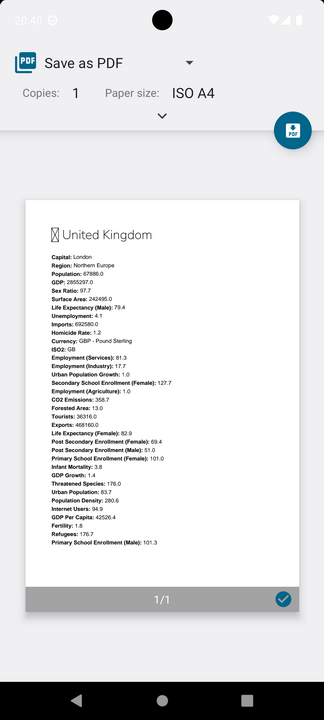 20:40
PDF Save as PDF
Copies: 1 Paper size: ISO A4
PDF
United Kingdom
Capital: London
Region: Northern Europe
Population: 67886.0
GDP: 2855297.0
Sex Ratio: 97.7
Surface Area: 242495.0
Life Expectancy (Male): 79.4
Unemployment: 4.1
Imports: 692580.0
Homicide Rate: 1.2
Currency: GBP - Pound Sterling
ISO2: GB
Employment (Services): 81.3
Employment (Industry): 17.7
Urban Population Growth: 1.0
Secondary School Enrollment (Female): 127.7
Employment (Agriculture): 1.0
CO2 Emissions: 358.7
Forested Area: 13.0
Tourists: 36316.0
Exports: 468160.0
Life Expectancy (Female): 82.9
Post Secondary Enrollment (Female): 69.4
Post Secondary Enrollment (Male): 51.0
Primary School Enrollment (Female): 101.0
Infant Mortality: 3.8
GDP Growth: 1.4
Threatened Species: 176.0
Urban Population: 83.7
Population Density: 280.6
Internet Users: 94.9
GDP Per Capita: 42526.4
Fertility: 1.8
Refugees: 176.7
Primary School Enrollment (Male): 101.3
1/1